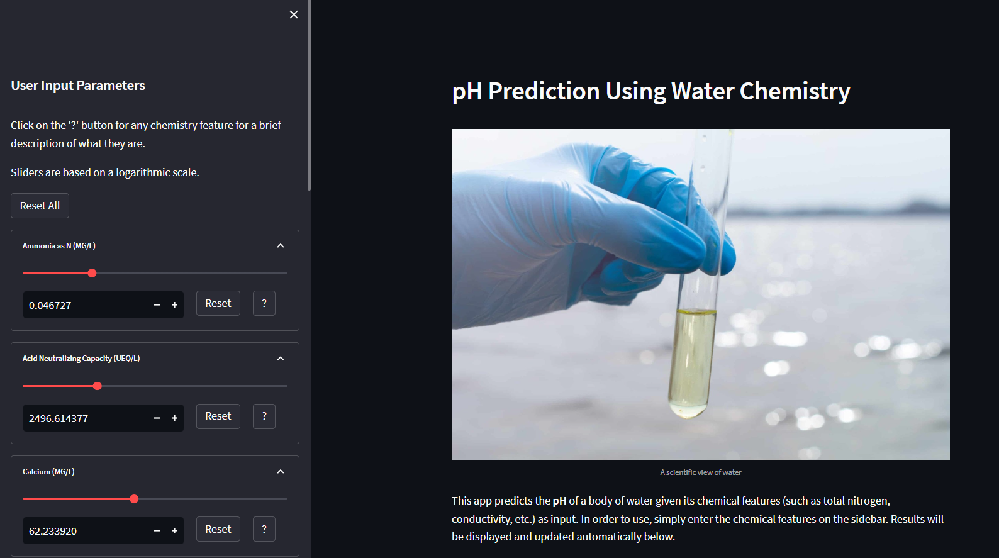 User Input Parameters
Click on the '?' button for any chemistry feature for a brief
description of what they are.
Sliders are based on a logarithmic scale.
Reset All
Ammonia as N (MG/L)
0.046727
Reset
?
Acid Neutralizing Capacity (UEQ/L)
2496.614377
Reset
?
Calcium (MG/L)
62.233920
Reset
?
pH Prediction Using Water Chemistry
A scientific view of water
This app predicts the pH of a body of water given its chemical features (such as total nitrogen,
conductivity, etc.) as input. In order to use, simply enter the chemical features on the sidebar. Results will
be displayed and updated automatically below.